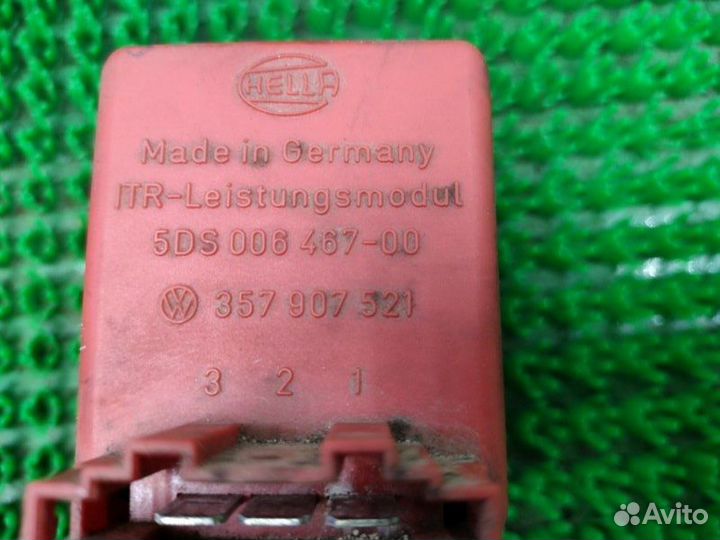 HELLA
Made in Germany
ITR-Leistungsmodul
5DS 006 467-00
VW 357 907 521
3 2 1
Avito